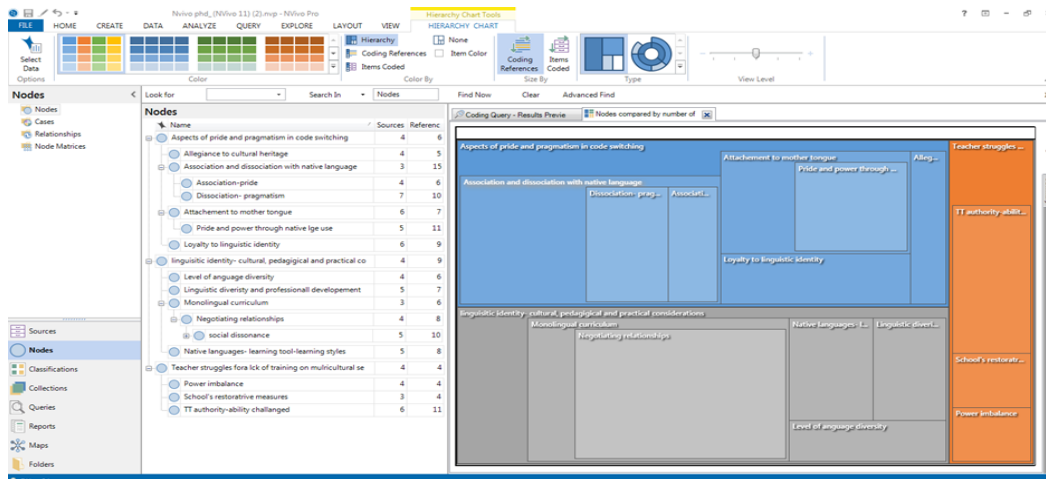 Nvivo phd_ (NVivo 11) (2).nvp - NVivo Pro
Hierarchy Chart Tools
?
FILE HOME CREATE DATA ANALYZE QUERY EXPLORE LAYOUT VIEW HIERARCHY CHART
Select Data
Options
Color
Hierarchy
Coding References
Items Coded
None
Item Color
Color By
Coding References
Items Coded
Size By
Type
View Level
Nodes
Look for
Search In
Nodes
Find Now
Clear
Advanced Find
Nodes
Cases
Relationships
Node Matrices
Sources
Nodes
Classifications
Collections
Queries
Reports
Maps
Folders
Nodes
Name Sources Referenc
Aspects of pride and pragmatism in code switching 4 6
Allegiance to cultural heritage 4 5
Association and dissociation with native language 3 15
Association-pride 4 6
Dissociation- pragmatism 7 10
Attachement to mother tongue 6 7
Pride and power through native lge use 5 11
Loyalty to linguistic identity 6 9
linguisitic identity- cultural, pedagigical and practical co 4 9
Level of anguage diversity 4 6
Linguistic diveristy and professionall developement 5 7
Monolingual curriculum 3 6
Negotiating relationships 4 8
social dissonance 5 10
Native languages- learning tool-learning styles 5 8
Teacher struggles fora lck of training on mulricultural se 4 4
Power imbalance 4 4
School's restoratrive measures 3 4
TT authority-ability challanged 6 11
Coding Query - Results Previe
Nodes compared by number of
Aspects of pride and pragmatism in code switching
Association and dissociation with native language
Dissociation- prag...
Associati...
Attachement to mother tongue
Pride and power through ...
Alleg...
Loyalty to linguistic identity
linguisitic identity- cultural, pedagigical and practical considerations
Monolingual curriculum
Negotiating relationships
Native languages- l...
Linguistic diveri...
Level of anguage diversity
Teacher struggles ...
TT authority-abilit...
School's restoratr...
Power imbalance